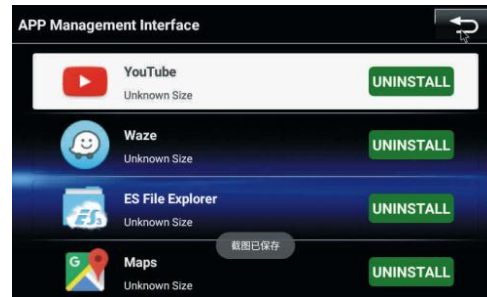 APP Management Interface
YouTube
Unknown Size
UNINSTALL
Waze
Unknown Size
UNINSTALL
ES File Explorer
Unknown Size
UNINSTALL
ES
截图已保存
G
Maps
Unknown Size
UNINSTALL